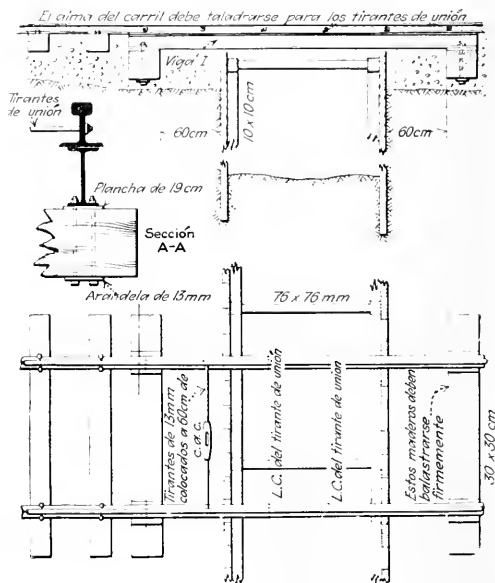 El alma del carril debe taladrarse para los tirantes de unión
Viga I
Tirantes
de unión
60cm
10 x 10 cm
60cm
Plancha de 19cm
Sección
A-A
Arandela de 13mm
76 x 76 mm
Tirantes de 13mm
colocados a 60cm de
c.a.c.
L.C. del tirante de unión
L.C. del tirante de unión
Estos maderos deben
balastrarse
firmemente
30 x 30 cm